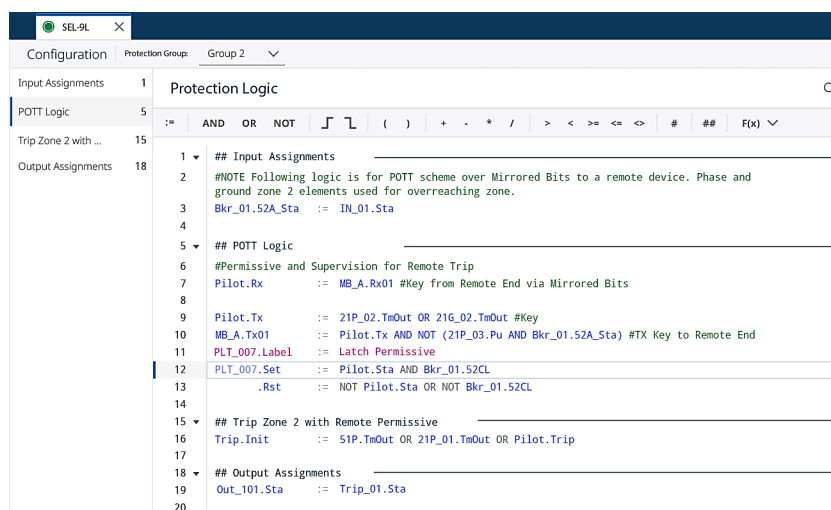 SEL-9L
Configuration Protection Group: Group 2
Input Assignments 1
POTT Logic 5
Trip Zone 2 with ... 15
Output Assignments 18
Protection Logic
:= AND OR NOT ( ) + - * / > < >= <= <> # ## F(x)
1 ## Input Assignments
2 #NOTE Following logic is for POTT scheme over Mirrored Bits to a remote device. Phase and
ground zone 2 elements used for overreaching zone.
3 Bkr_01.52A_Sta := IN_01.Sta
4
5 ## POTT Logic
6 #Permissive and Supervision for Remote Trip
7 Pilot.Rx := MB_A.Rx01 #Key from Remote End via Mirrored Bits
8
9 Pilot.Tx := 21P_02.TmOut OR 21G_02.TmOut #Key
10 MB_A.Tx01 := Pilot.Tx AND NOT (21P_03.Pu AND Bkr_01.52A_Sta) #TX Key to Remote End
11 PLT_007.Label := Latch Permissive
12 PLT_007.Set := Pilot.Sta AND Bkr_01.52CL
13 .Rst := NOT Pilot.Sta OR NOT Bkr_01.52CL
14
15 ## Trip Zone 2 with Remote Permissive
16 Trip.Init := 51P.TmOut OR 21P_01.TmOut OR Pilot.Trip
17
18 ## Output Assignments
19 Out_101.Sta := Trip_01.Sta
20